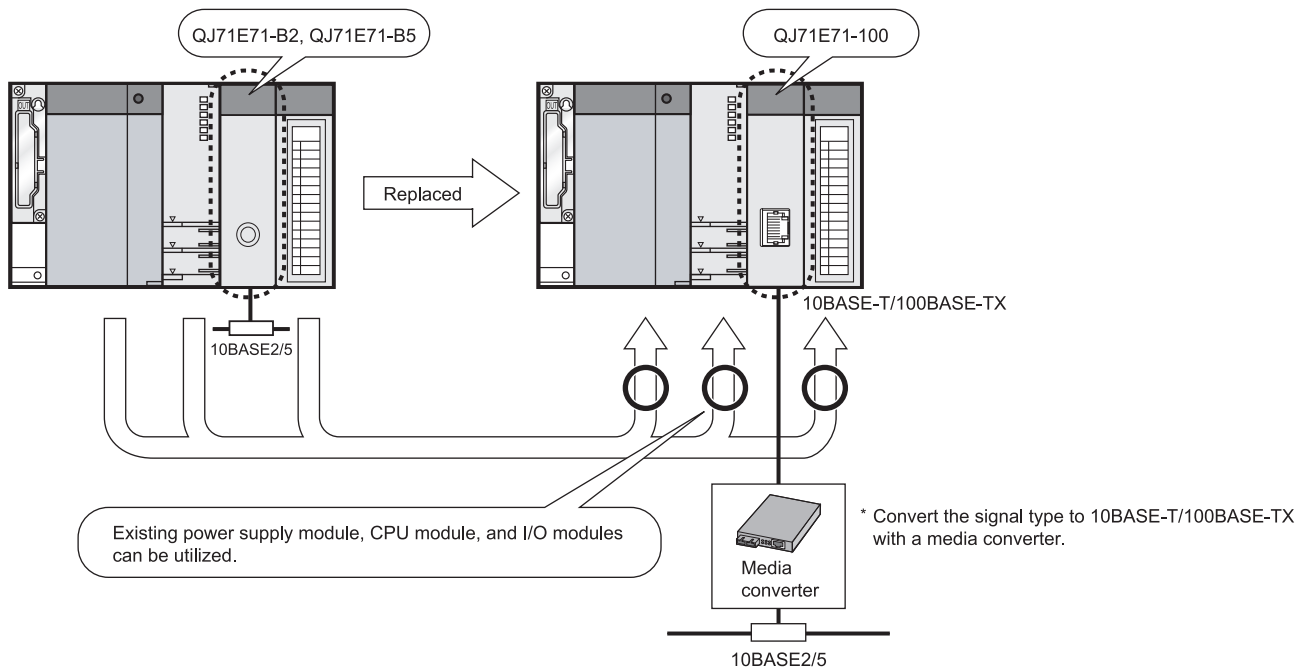 QJ71E71-B2, QJ71E71-B5
QJ71E71-100
OUT
OUT
Replaced
10BASE-T/100BASE-TX
10BASE2/5
Existing power supply module, CPU module, and I/O modules
can be utilized.
* Convert the signal type to 10BASE-T/100BASE-TX
with a media converter.
Media
converter
10BASE2/5